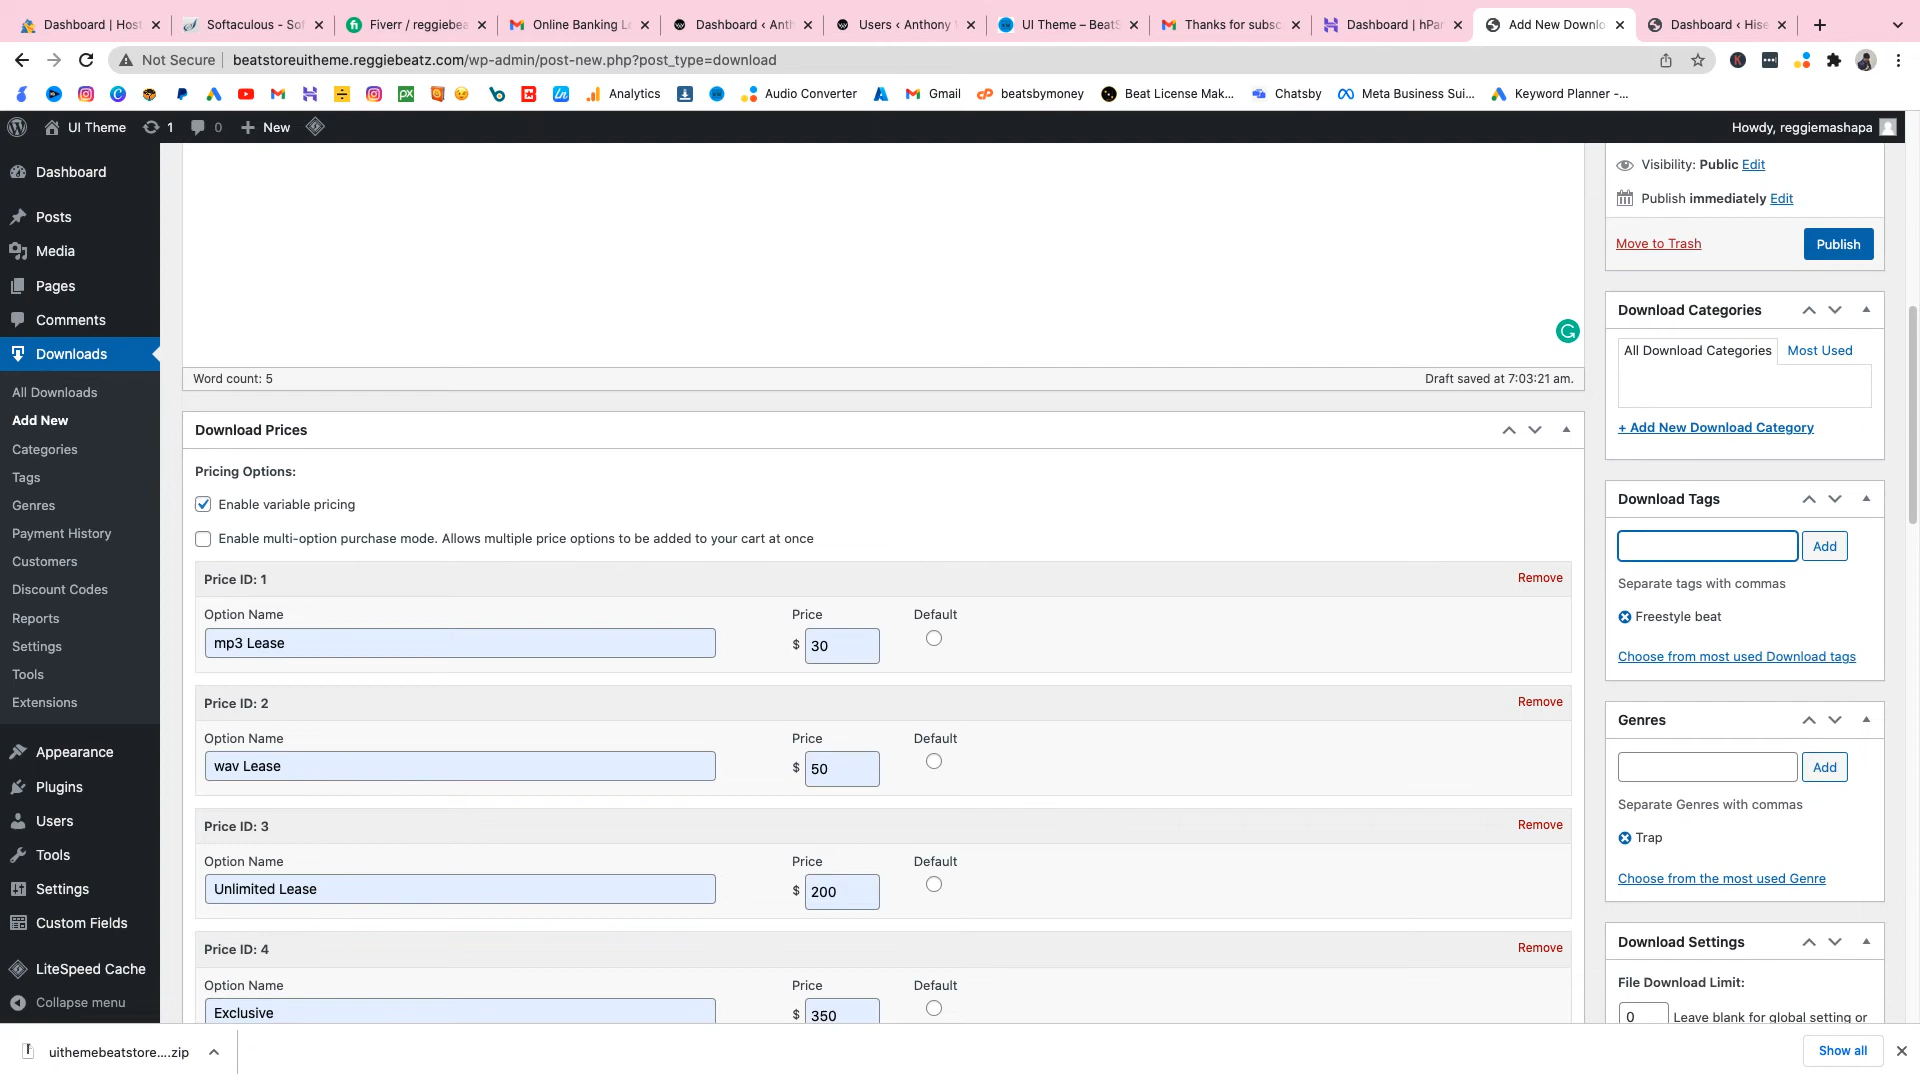 Dashboard | Host
Softaculous - Sof
Fiverr / reggiebea
Online Banking L
Dashboard ‹ Anth
Users ‹ Anthony
UI Theme – BeatS
Thanks for subsc
Dashboard | hPan
Add New Downlo
Dashboard ‹ Hise
Not Secure
beatstoreuitheme.reggiebeatz.com/wp-admin/post-new.php?post_type=download
Analytics
Audio Converter
Gmail
beatsbymoney
Beat License Mak...
Chatsby
Meta Business Sui...
Keyword Planner -...
UI Theme
1
0
New
Howdy, reggiemashapa
Dashboard
Posts
Media
Pages
Comments
Downloads
All Downloads
Add New
Categories
Tags
Genres
Payment History
Customers
Discount Codes
Reports
Settings
Tools
Extensions
Appearance
Plugins
Users
Tools
Settings
Custom Fields
LiteSpeed Cache
Collapse menu
Word count: 5
Draft saved at 7:03:21 am.
Download Prices
Pricing Options:
Enable variable pricing
Enable multi-option purchase mode. Allows multiple price options to be added to your cart at once
Price ID: 1
Remove
Option Name
Price
Default
mp3 Lease
$ 30
Price ID: 2
Remove
Option Name
Price
Default
wav Lease
$ 50
Price ID: 3
Remove
Option Name
Price
Default
Unlimited Lease
$ 200
Price ID: 4
Remove
Option Name
Price
Default
Exclusive
$ 350
Visibility: Public Edit
Publish immediately Edit
Move to Trash
Publish
Download Categories
All Download Categories
Most Used
+ Add New Download Category
Download Tags
Add
Separate tags with commas
Freestyle beat
Choose from most used Download tags
Genres
Add
Separate Genres with commas
Trap
Choose from the most used Genre
Download Settings
File Download Limit:
0
Leave blank for global setting or
uithemebeatstore....zip
Show all